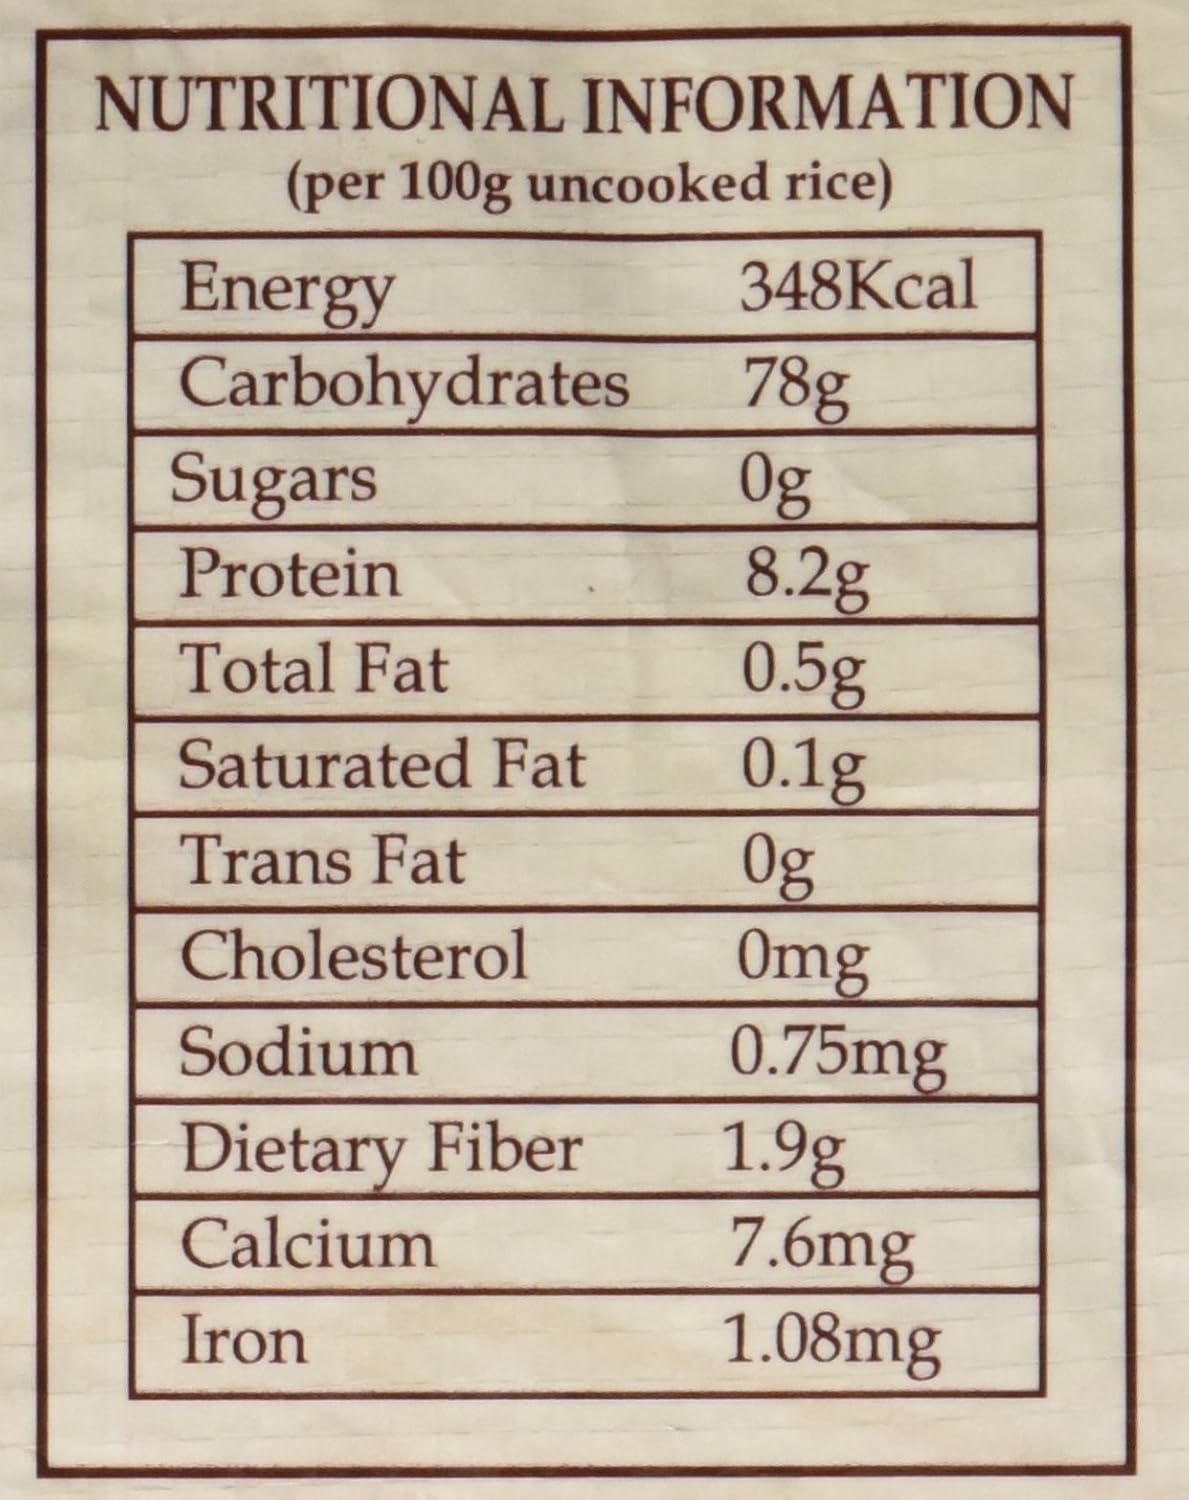 NUTRITIONAL INFORMATION
(per 100g uncooked rice)
Energy 348Kcal
Carbohydrates 78g
Sugars 0g
Protein 8.2g
Total Fat 0.5g
Saturated Fat 0.1g
Trans Fat 0g
Cholesterol 0mg
Sodium 0.75mg
Dietary Fiber 1.9g
Calcium 7.6mg
Iron 1.08mg